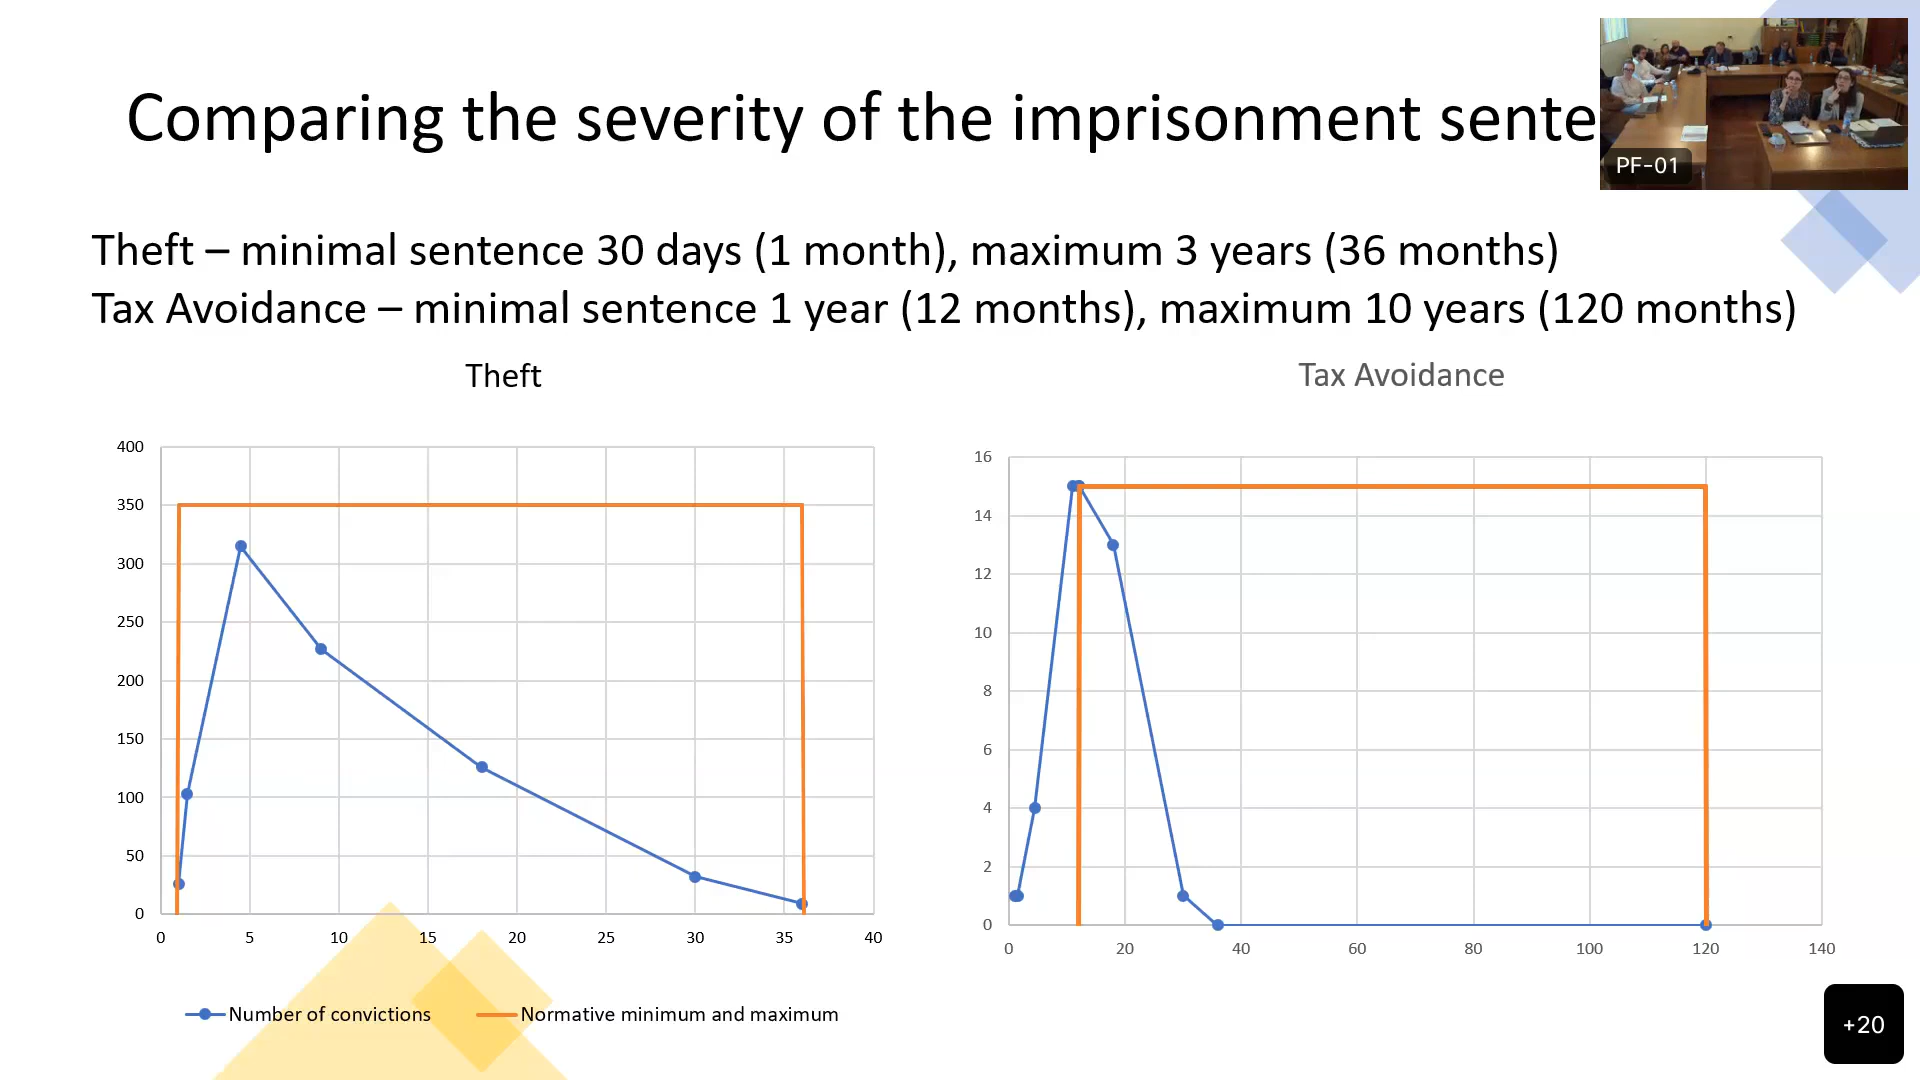 Comparing the severity of the imprisonment sente
PF-01
Theft – minimal sentence 30 days (1 month), maximum 3 years (36 months)
Tax Avoidance – minimal sentence 1 year (12 months), maximum 10 years (120 months)
Theft
400
350
300
250
200
150
100
50
0
0 5 10 15 20 25 30 35 40
Number of convictions
Normative minimum and maximum
Tax Avoidance
16
14
12
10
8
6
4
2
0
0 20 40 60 80 100 120 140
+20